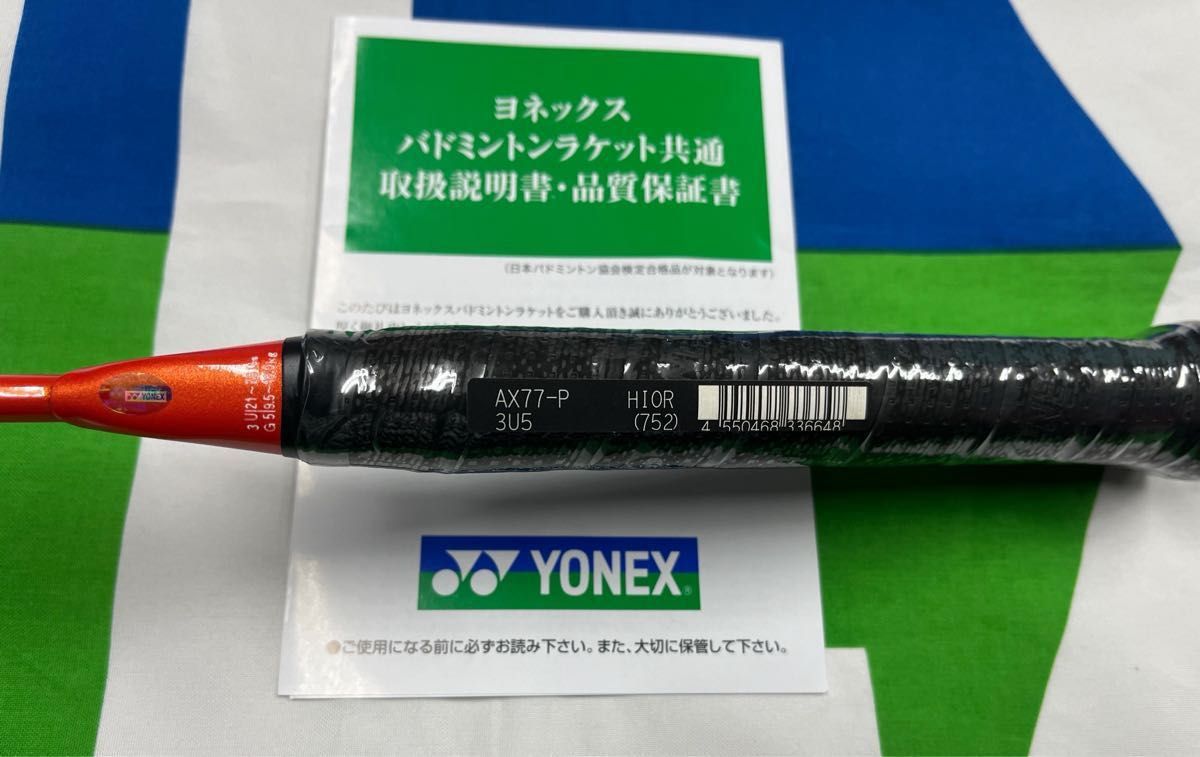 ヨネックス
バドミントンラケット共通
取扱説明書・品質保証書
(日本バドミントン協会検定合格品が対象となります)
このたびはヨネックスバドミントンラケットをご購入頂き誠にありがとうございました。
YONEX
3U
G5
AX77-P HIOR
3U5 (752)
4 550468 336648
YONEX®
●ご使用になる前に必ずお読み下さい。また、大切に保管して下さい。